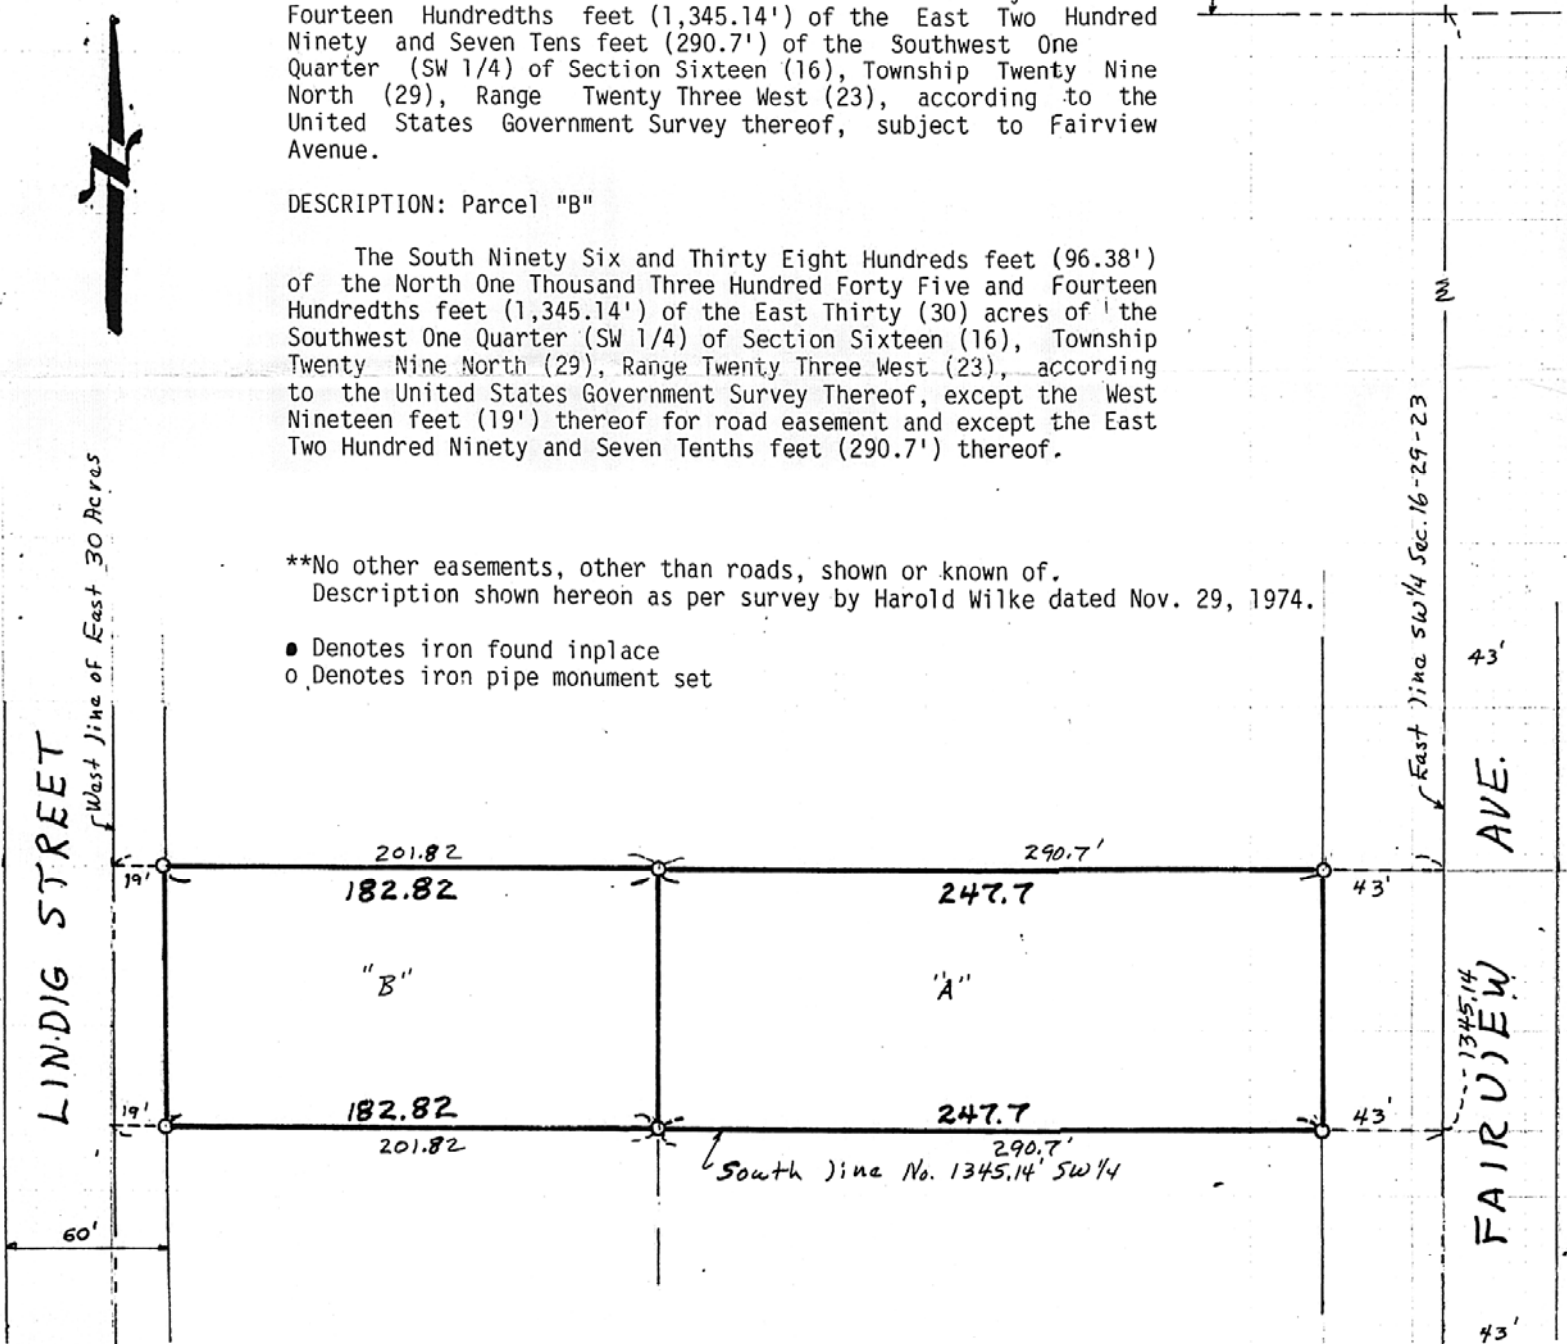 Fourteen Hundredths feet (1,345.14') of the East Two Hundred
Ninety and Seven Tens feet (290.7') of the Southwest One
Quarter (SW 1/4) of Section Sixteen (16), Township Twenty Nine
North (29), Range Twenty Three West (23), according to the
United States Government Survey thereof, subject to Fairview
Avenue.
DESCRIPTION: Parcel "B"
The South Ninety Six and Thirty Eight Hundreds feet (96.38')
of the North One Thousand Three Hundred Forty Five and Fourteen
Hundredths feet (1,345.14') of the East Thirty (30) acres of the
Southwest One Quarter (SW 1/4) of Section Sixteen (16), Township
Twenty Nine North (29), Range Twenty Three West (23), according
to the United States Government Survey Thereof, except the West
Nineteen feet (19') thereof for road easement and except the East
Two Hundred Ninety and Seven Tenths feet (290.7') thereof.
**No other easements, other than roads, shown or known of.
Description shown hereon as per survey by Harold Wilke dated Nov. 29, 1974.
● Denotes iron found inplace
o Denotes iron pipe monument set
West line of East 30 Acres
LINDIG STREET
East line SW 1/4 Sec. 16-29-23
43'
FAIRVIEW AVE.
201.82
290.7'
19'
182.82
247.7
43'
"B"
"A"
1345.14
19'
182.82
247.7
43'
201.82
290.7'
South line No. 1345.14' SW 1/4
60'
43'